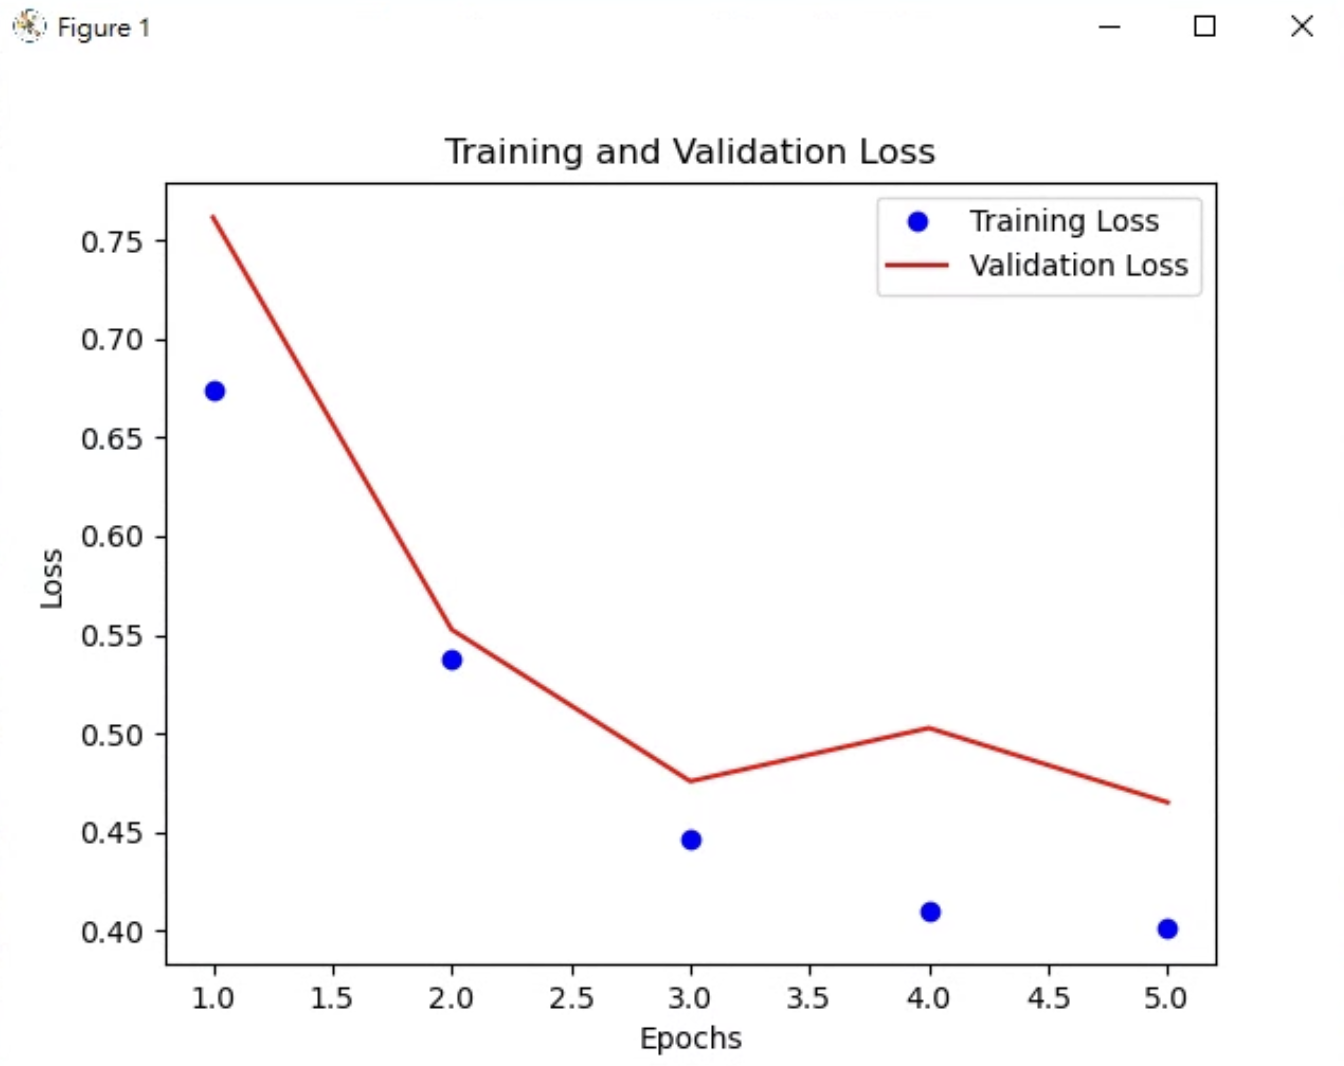 Figure 1
Training and Validation Loss
Training Loss
Validation Loss
0.75
0.70
0.65
0.60
0.55
0.50
0.45
0.40
Loss
1.0 1.5 2.0 2.5 3.0 3.5 4.0 4.5 5.0
Epochs